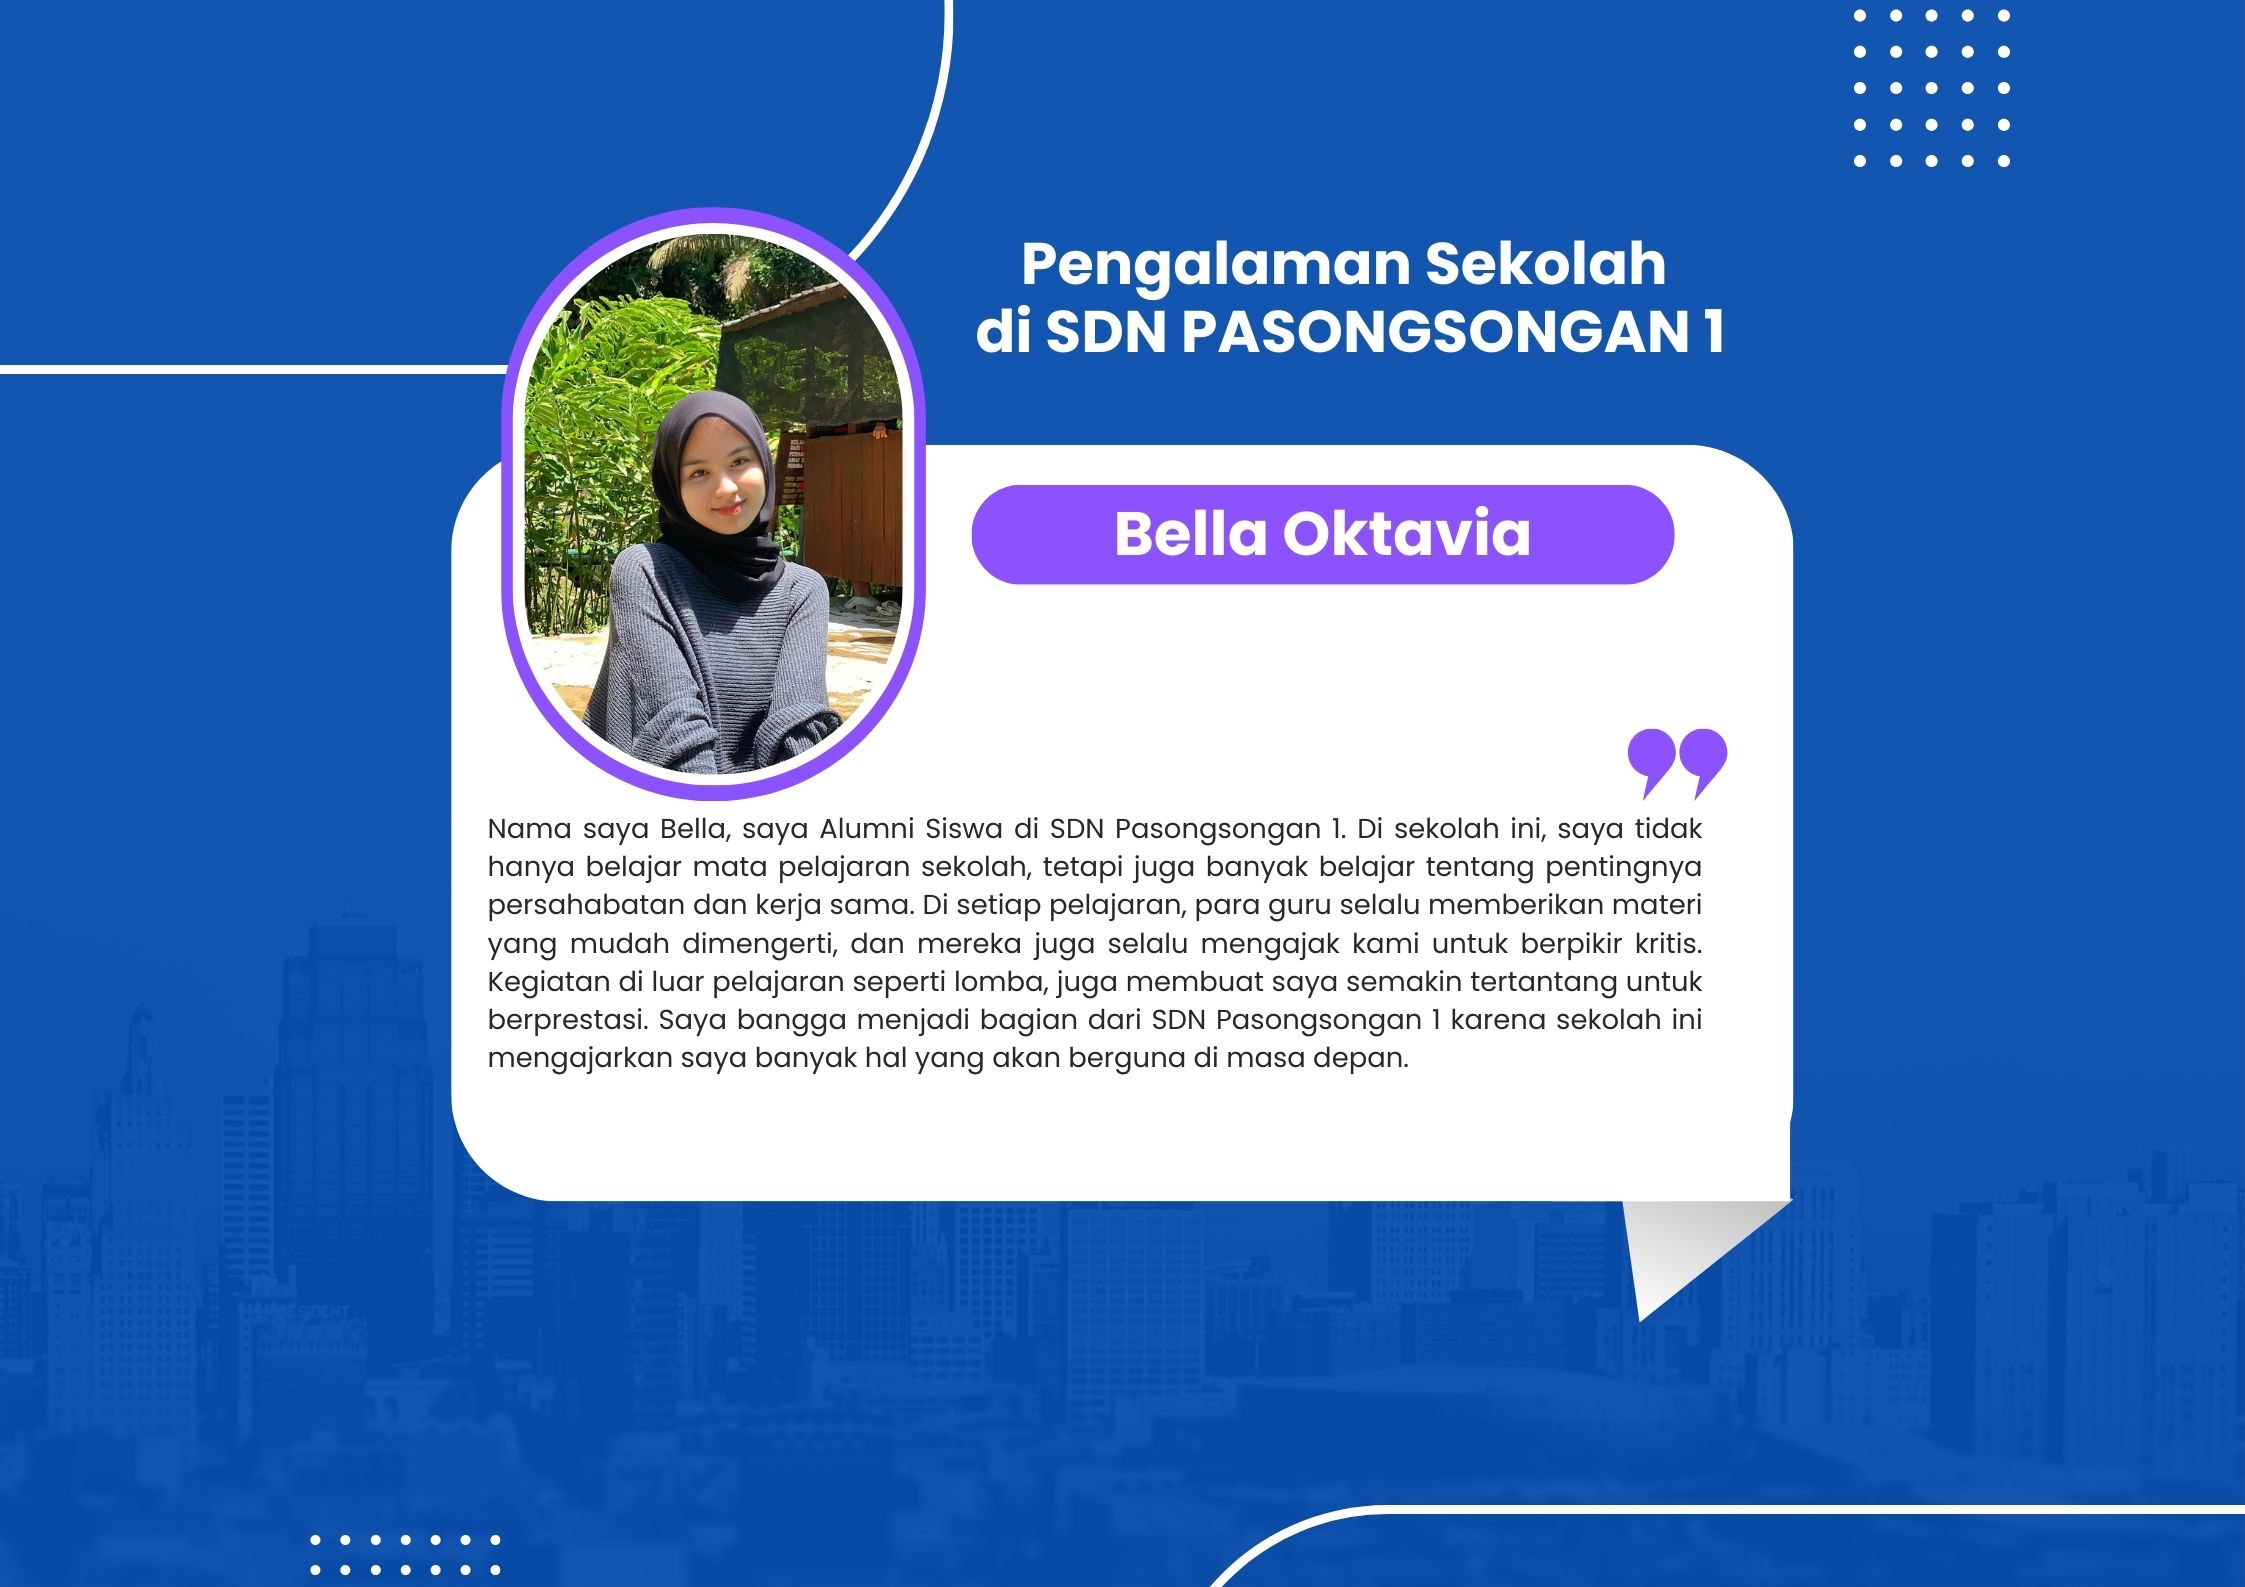 Pengalaman Sekolah
di SDN PASONGSONGAN 1
Bella Oktavia
Nama saya Bella, saya Alumni Siswa di SDN Pasongsongan 1. Di sekolah ini, saya tidak
hanya belajar mata pelajaran sekolah, tetapi juga banyak belajar tentang pentingnya
persahabatan dan kerja sama. Di setiap pelajaran, para guru selalu memberikan materi
yang mudah dimengerti, dan mereka juga selalu mengajak kami untuk berpikir kritis.
Kegiatan di luar pelajaran seperti lomba, juga membuat saya semakin tertantang untuk
berprestasi. Saya bangga menjadi bagian dari SDN Pasongsongan 1 karena sekolah ini
mengajarkan saya banyak hal yang akan berguna di masa depan.